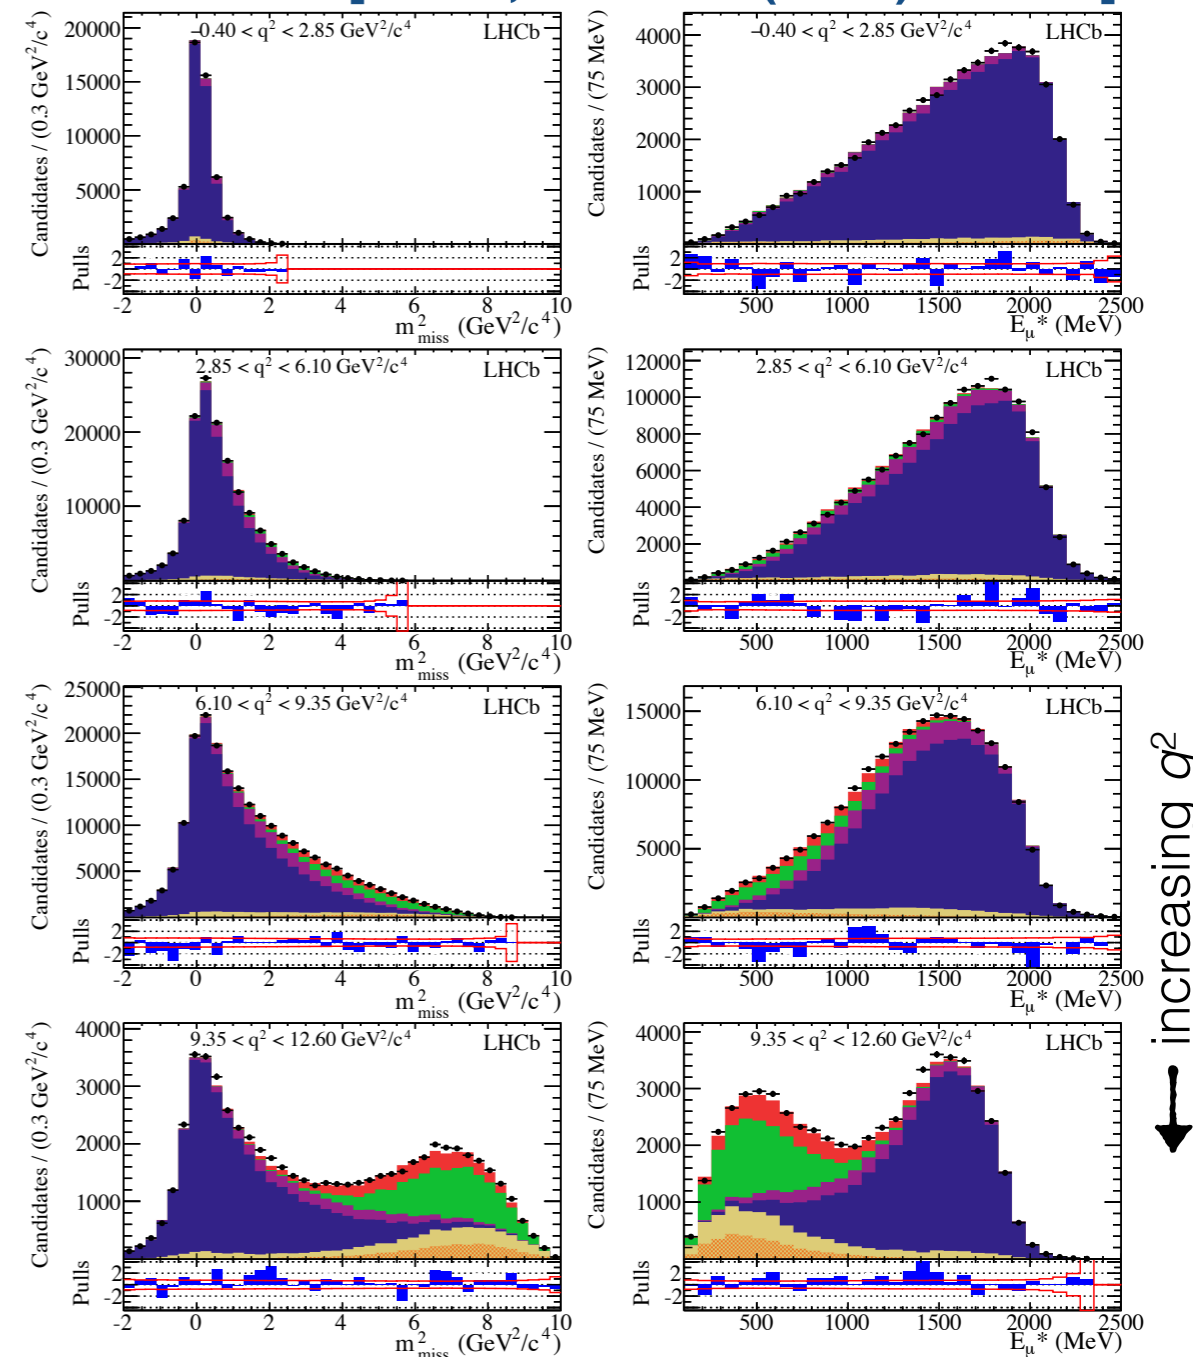 20000
15000
10000
5000
Candidates / (0.3 GeV²/c⁴)
−0.40 < q² < 2.85 GeV²/c⁴
LHCb
Pulls
2
-2
-2 0 2 4 6 8 10
m²miss (GeV²/c⁴)
4000
3000
2000
1000
Candidates / (75 MeV)
−0.40 < q² < 2.85 GeV²/c⁴
LHCb
Pulls
2
-2
500 1000 1500 2000 2500
Eμ* (MeV)
30000
20000
10000
Candidates / (0.3 GeV²/c⁴)
2.85 < q² < 6.10 GeV²/c⁴
LHCb
Pulls
2
-2
-2 0 2 4 6 8 10
m²miss (GeV²/c⁴)
12000
10000
8000
6000
4000
2000
Candidates / (75 MeV)
2.85 < q² < 6.10 GeV²/c⁴
LHCb
Pulls
2
-2
500 1000 1500 2000 2500
Eμ* (MeV)
25000
20000
15000
10000
5000
Candidates / (0.3 GeV²/c⁴)
6.10 < q² < 9.35 GeV²/c⁴
LHCb
Pulls
2
-2
-2 0 2 4 6 8 10
m²miss (GeV²/c⁴)
15000
10000
5000
Candidates / (75 MeV)
6.10 < q² < 9.35 GeV²/c⁴
LHCb
Pulls
2
-2
500 1000 1500 2000 2500
Eμ* (MeV)
4000
3000
2000
1000
Candidates / (0.3 GeV²/c⁴)
9.35 < q² < 12.60 GeV²/c⁴
LHCb
Pulls
2
-2
-2 0 2 4 6 8 10
m²miss (GeV²/c⁴)
4000
3000
2000
1000
Candidates / (75 MeV)
9.35 < q² < 12.60 GeV²/c⁴
LHCb
Pulls
2
-2
500 1000 1500 2000 2500
Eμ* (MeV)
increasing q²